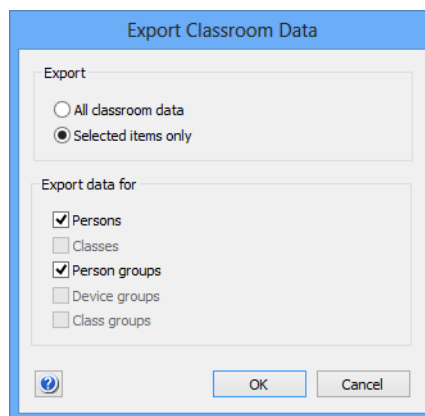 Export Classroom Data
Export
All classroom data
Selected items only
Export data for
Persons
Classes
Person groups
Device groups
Class groups
?
OK
Cancel